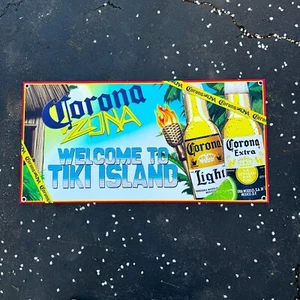 Corona
ZONA
WELCOME TO
TIKI ISLAND
Corona
Light
Corona
Extra